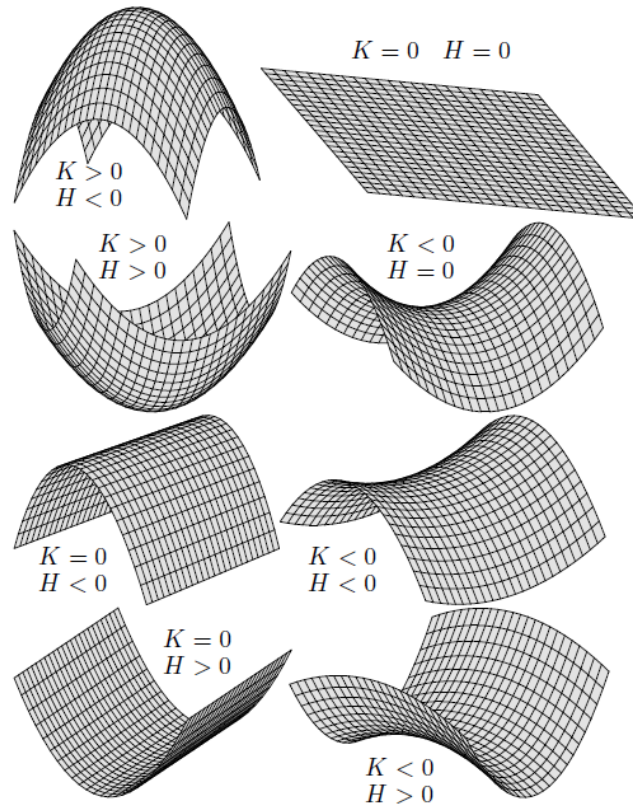 K = 0 H = 0
K > 0
H < 0
K > 0
H > 0
K < 0
H = 0
K = 0
H < 0
K < 0
H < 0
K = 0
H > 0
K < 0
H > 0